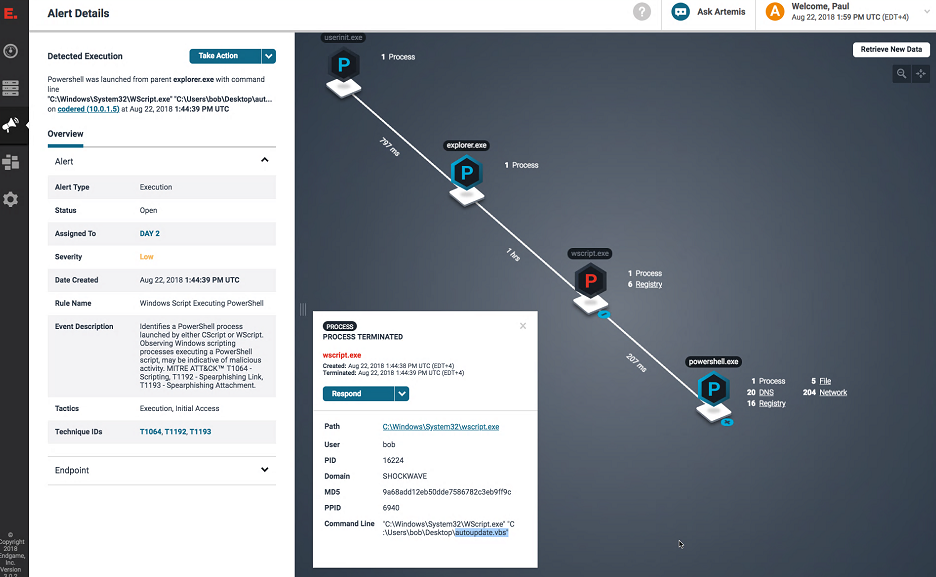 E.
Alert Details
?
Ask Artemis
A
Welcome, Paul
Aug 22, 2018 1:59 PM UTC (EDT+4)
Detected Execution
Take Action
Powershell was launched from parent explorer.exe with command
line
"C:\Windows\System32\WScript.exe" "C:\Users\bob\Desktop\aut...
on codered (10.0.1.5) at Aug 22, 2018 1:44:39 PM UTC
Overview
Alert
Alert Type Execution
Status Open
Assigned To DAY 2
Severity Low
Date Created Aug 22, 2018 1:44:39 PM UTC
Rule Name Windows Script Executing PowerShell
Event Description Identifies a PowerShell process
launched by either CScript or WScript.
Observing Windows scripting
processes executing a PowerShell
script, may be indicative of malicious
activity. MITRE ATT&CK™ T1064 -
Scripting, T1192 - Spearphishing Link,
T1193 - Spearphishing Attachment.
Tactics Execution, Initial Access
Technique IDs T1064, T1192, T1193
Endpoint
©
Copyright
2018
Endgame,
Inc.
Version
Retrieve New Data
userinit.exe
P
1 Process
797 ms
explorer.exe
P
1 Process
1 hrs
wscript.exe
P
1 Process
6 Registry
207 ms
powershell.exe
P
1 Process 5 File
20 DNS 204 Network
16 Registry
PROCESS
PROCESS TERMINATED
wscript.exe
Created: Aug 22, 2018 1:44:38 PM UTC (EDT+4)
Terminated: Aug 22, 2018 1:44:39 PM UTC (EDT+4)
Respond
Path C:\Windows\System32\wscript.exe
User bob
PID 16224
Domain SHOCKWAVE
MD5 9a68add12eb50dde7586782c3eb9ff9c
PPID 6940
Command Line "C:\Windows\System32\WScript.exe" "C
:\Users\bob\Desktop\autoupdate.vbs"